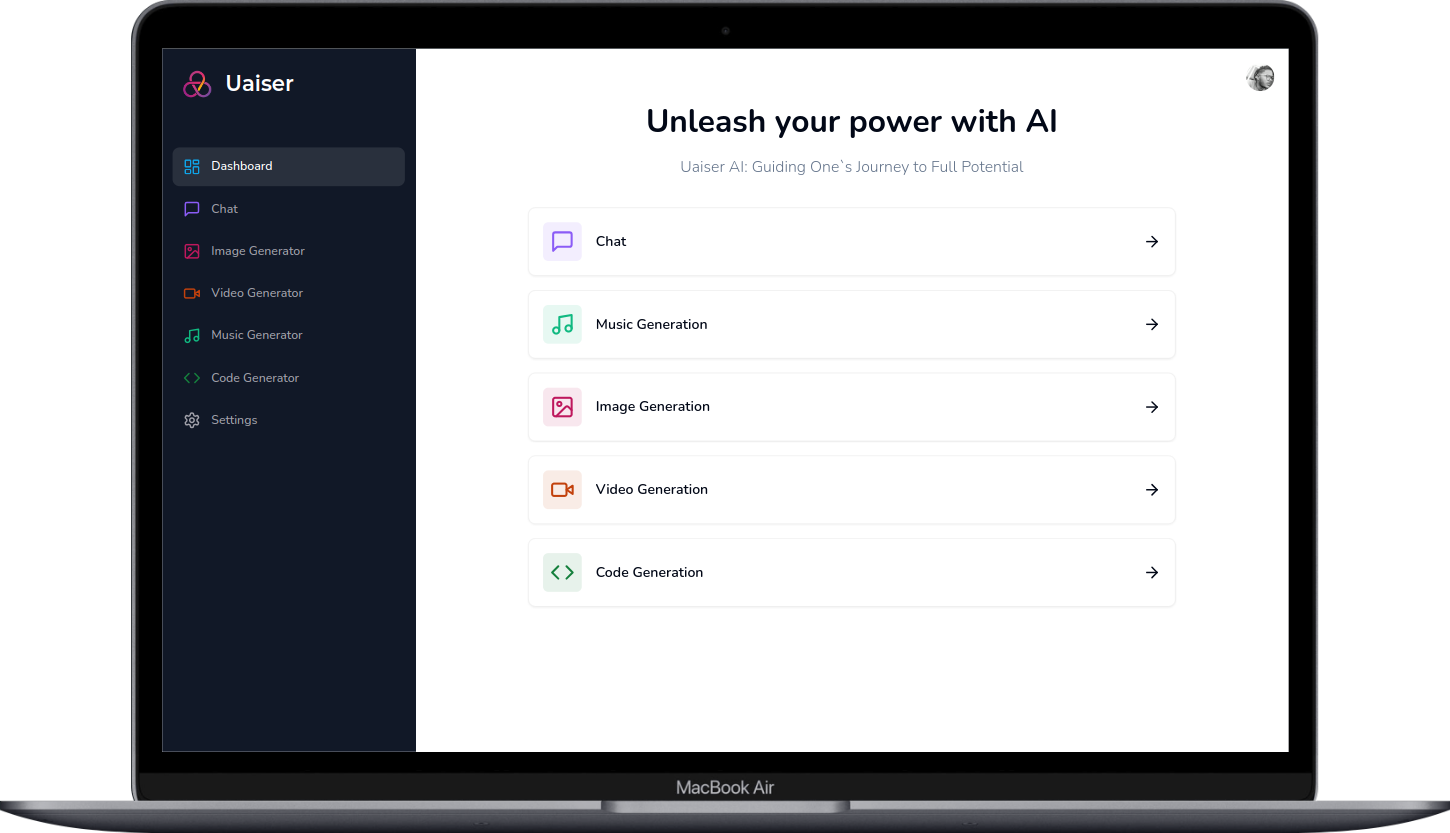 Uaiser
Dashboard
Chat
Image Generator
Video Generator
Music Generator
Code Generator
Settings
Unleash your power with AI
Uaiser AI: Guiding One`s Journey to Full Potential
Chat
Music Generation
Image Generation
Video Generation
Code Generation
MacBook Air